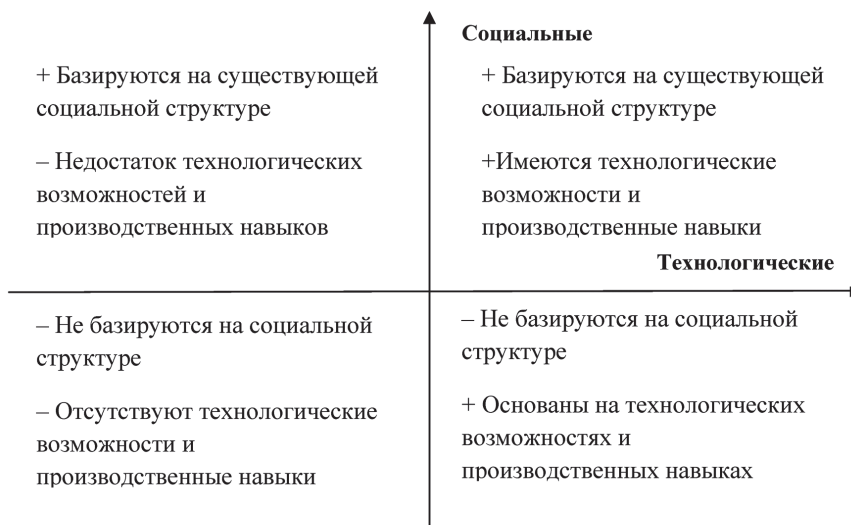 Социальные
+ Базируются на существующей
социальной структуре
– Недостаток технологических
возможностей и
производственных навыков
+ Базируются на существующей
социальной структуре
+Имеются технологические
возможности и
производственные навыки
Технологические
– Не базируются на социальной
структуре
– Отсутствуют технологические
возможности и
производственные навыки
– Не базируются на социальной
структуре
+ Основаны на технологических
возможностях и
производственных навыках